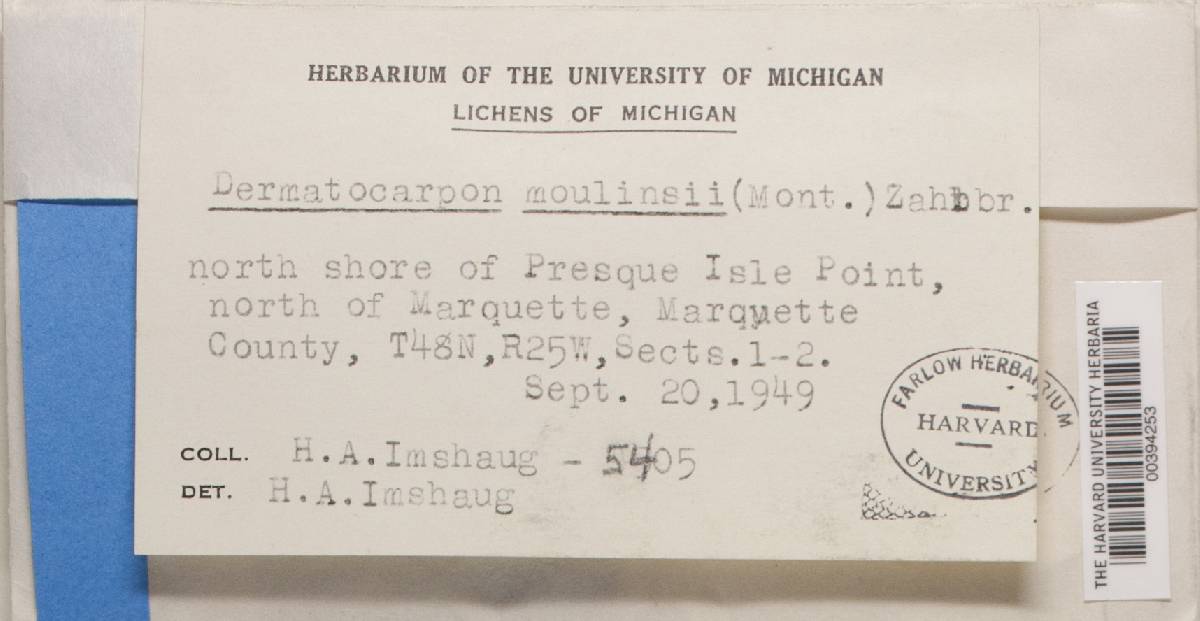 HERBARIUM OF THE UNIVERSITY OF MICHIGAN
LICHENS OF MICHIGAN
Dermatocarpon moulinsii (Mont.) Zahlbr.
north shore of Presque Isle Point,
north of Marquette, Marquette
County, T48N, R25W, Sects. 1-2.
Sept. 20, 1949
COLL. H.A. Imshaug - 5405
DET. H.A. Imshaug
FARLOW HERBARIUM
HARVARD
UNIVERSITY
THE HARVARD UNIVERSITY HERBARIA
00394253